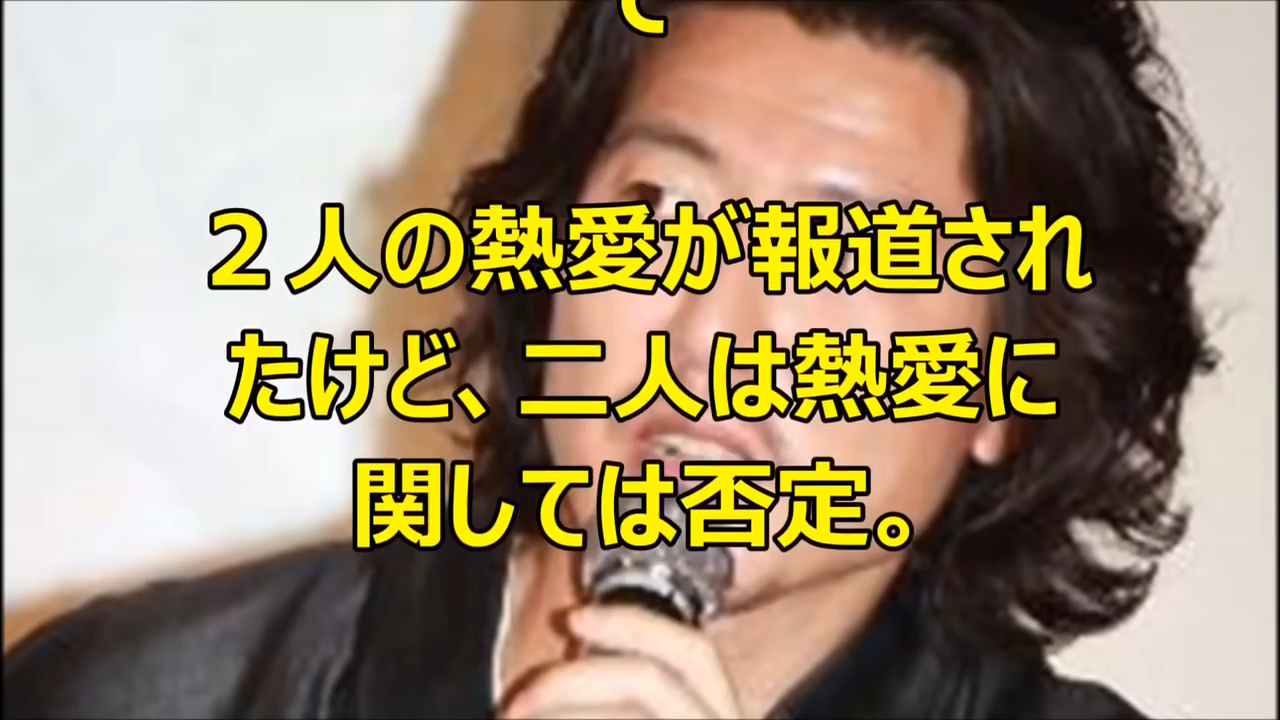 て
２人の熱愛が報道され
たけど、二人は熱愛に
関しては否定。